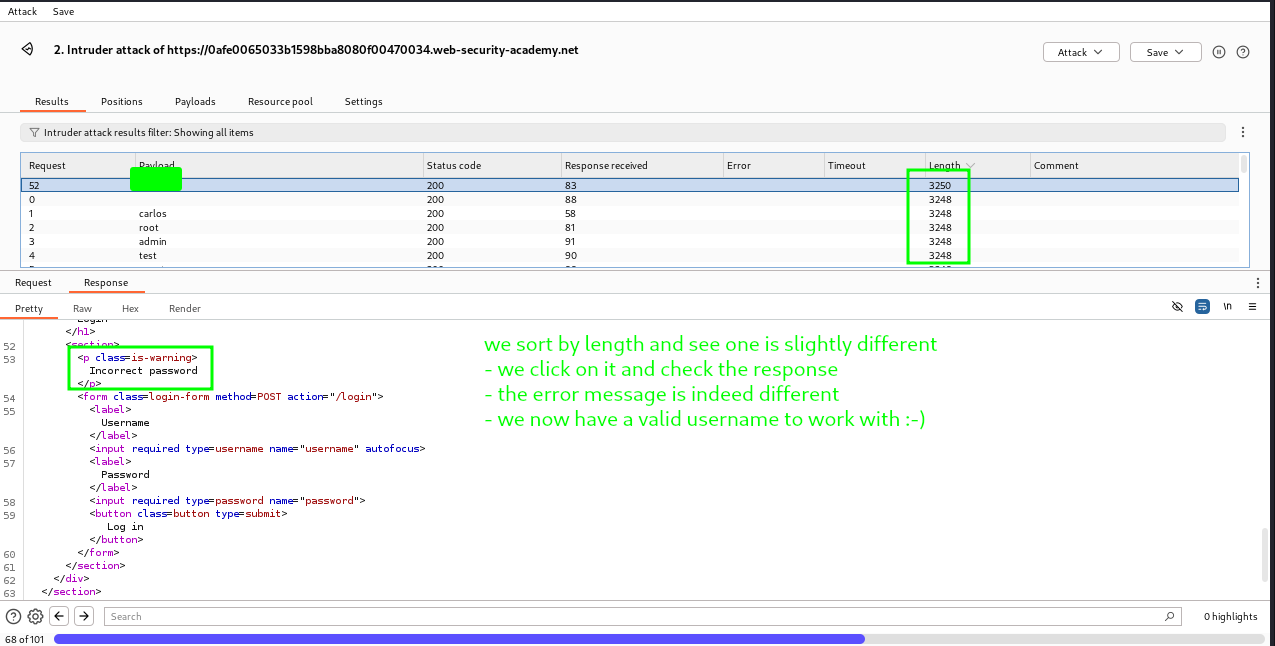 Attack Save
2. Intruder attack of https://0afe0065033b1598bba8080f00470034.web-security-academy.net
Attack Save
Results Positions Payloads Resource pool Settings
Intruder attack results filter: Showing all items
Request Payload Status code Response received Error Timeout Length Comment
52 200 83 3250
0 200 88 3248
1 carlos 200 58 3248
2 root 200 81 3248
3 admin 200 91 3248
4 test 200 90 3248
Request Response
Pretty Raw Hex Render
\n
Login
</h1>
52 <section>
53 <p class=is-warning>
Incorrect password
</p>
54 <form class=login-form method=POST action="/login">
55 <label>
Username
</label>
56 <input required type=username name="username" autofocus>
57 <label>
Password
</label>
58 <input required type=password name="password">
59 <button class=button type=submit>
Log in
</button>
60 </form>
61 </section>
62 </div>
63 </section>
we sort by length and see one is slightly different
- we click on it and check the response
- the error message is indeed different
- we now have a valid username to work with :-)
Search
0 highlights
68 of 101